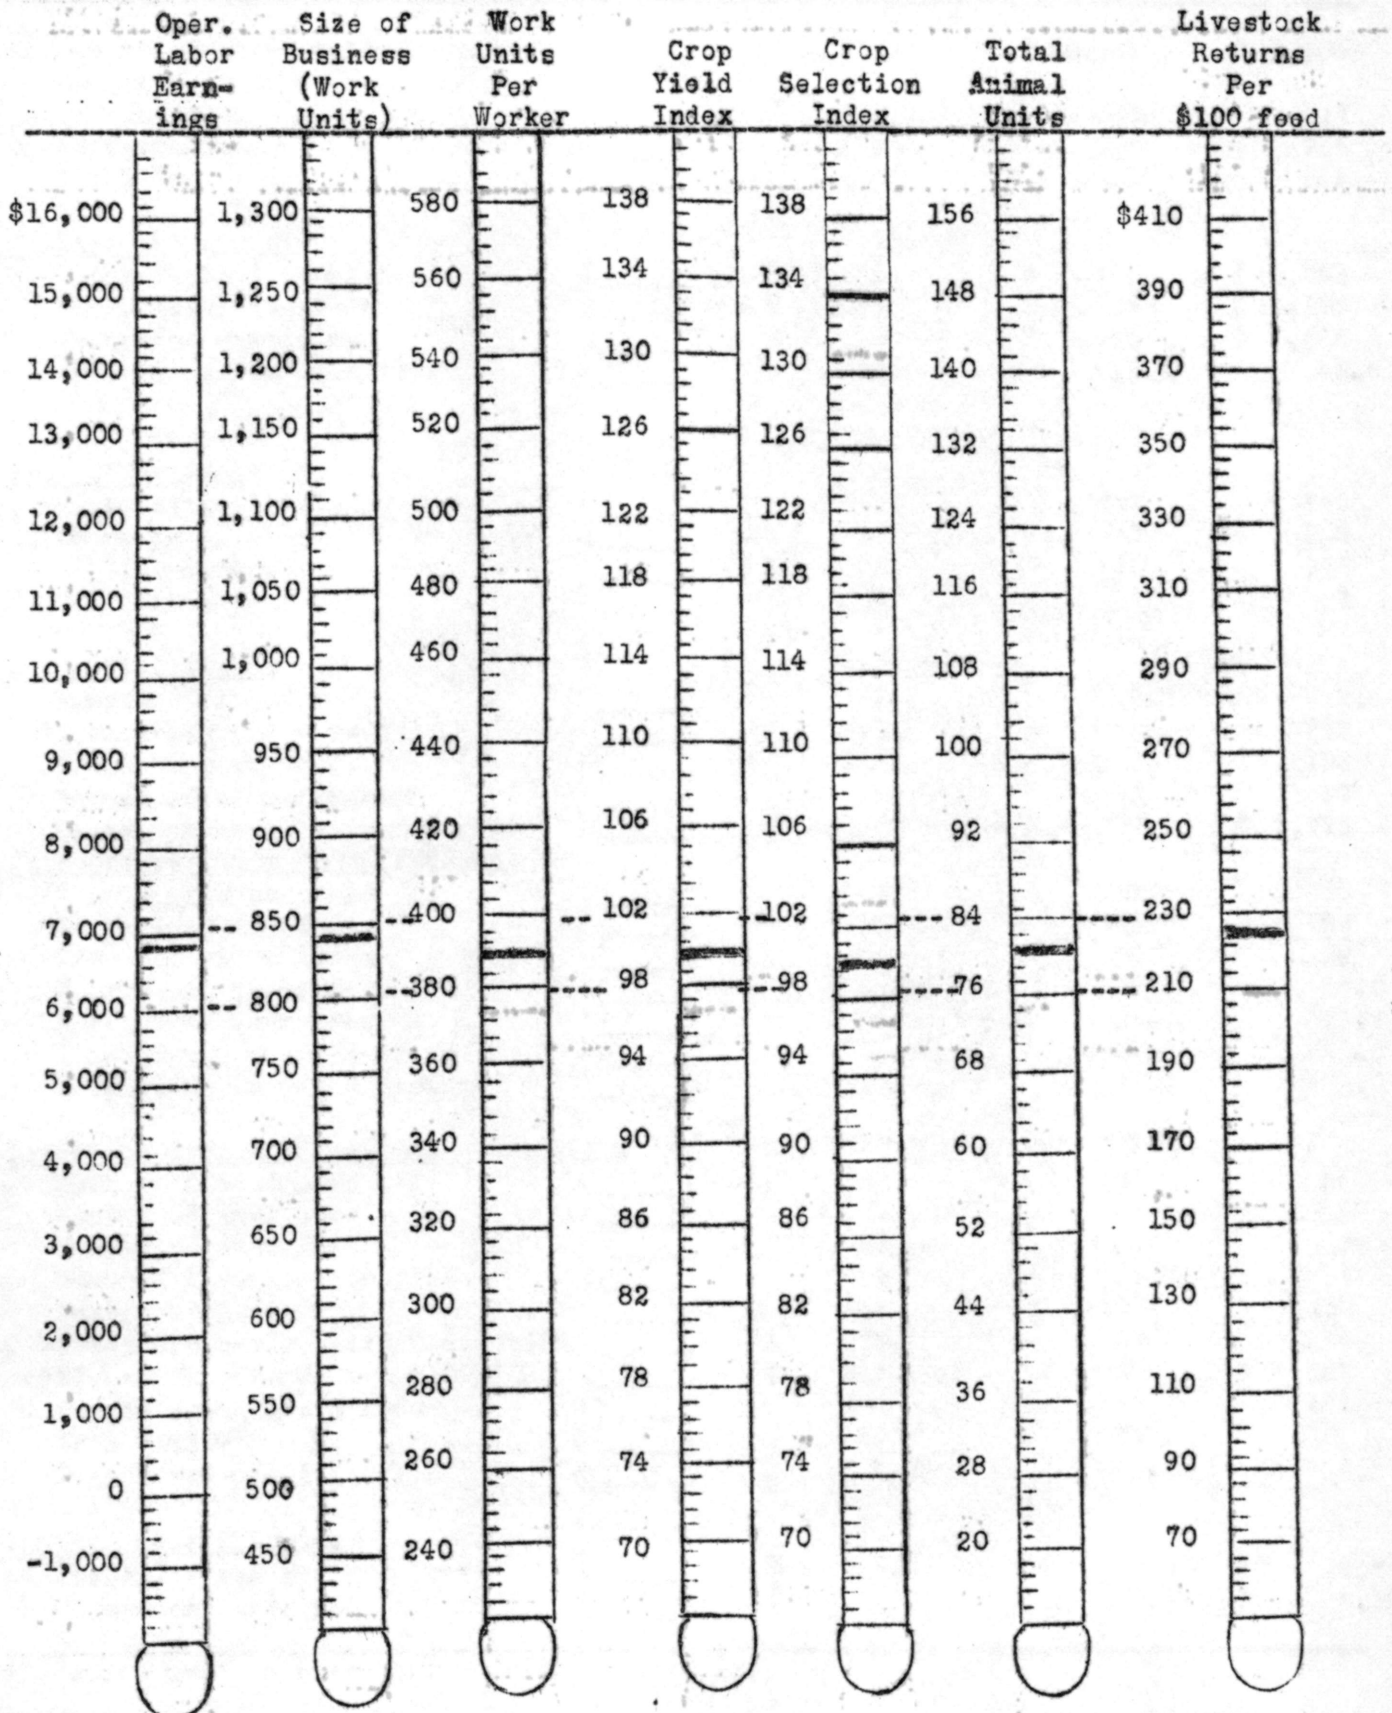 Oper. Size of Work Livestock
Labor Business Units Crop Crop Total Returns
Earn- (Work Per Yield Selection Animal Per
ings Units) Worker Index Index Units $100 feed
$16,000 1,300 580 138 138 156 $410
15,000 1,250 560 134 134 148 390
14,000 1,200 540 130 130 140 370
13,000 1,150 520 126 126 132 350
12,000 1,100 500 122 122 124 330
11,000 1,050 480 118 118 116 310
10,000 1,000 460 114 114 108 290
9,000 950 440 110 110 100 270
8,000 900 420 106 106 92 250
7,000 850 400 102 102 84 230
6,000 800 380 98 98 76 210
5,000 750 360 94 94 68 190
4,000 700 340 90 90 60 170
3,000 650 320 86 86 52 150
2,000 600 300 82 82 44 130
1,000 550 280 78 78 36 110
0 500 260 74 74 28 90
-1,000 450 240 70 70 20 70